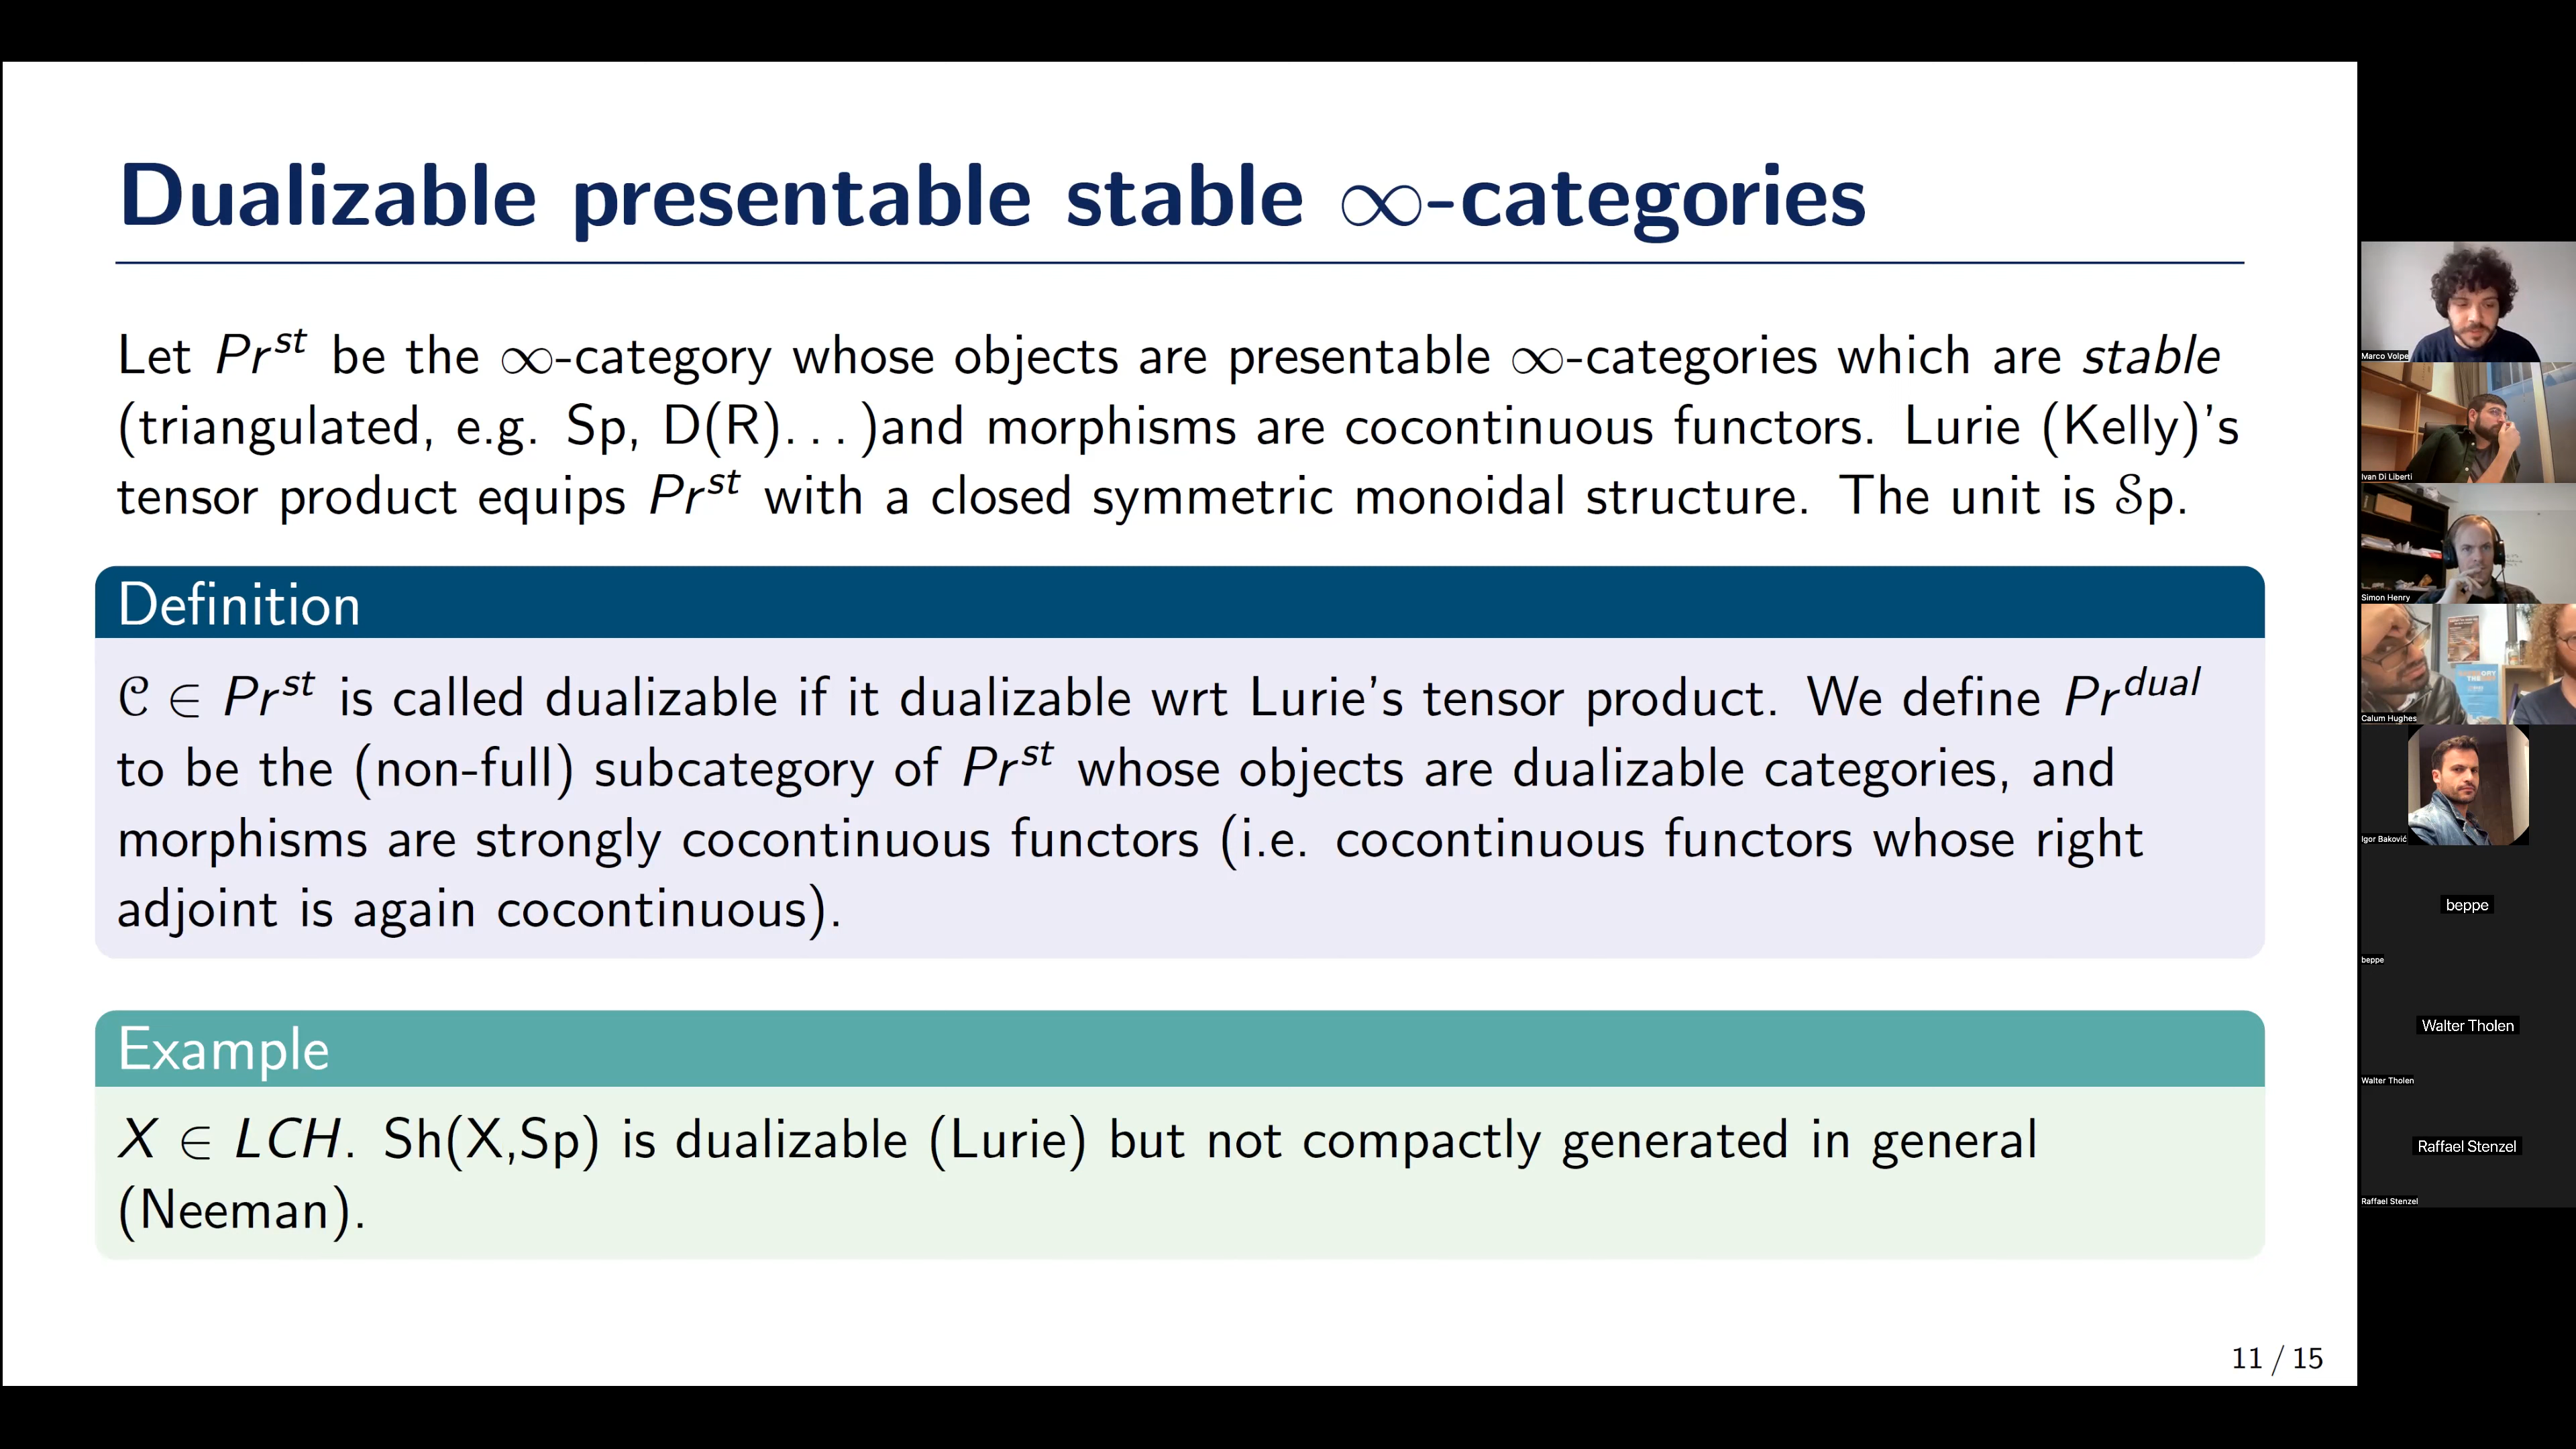 Dualizable presentable stable ∞-categories
Let Pr^st be the ∞-category whose objects are presentable ∞-categories which are stable
(triangulated, e.g. Sp, D(R)...)and morphisms are cocontinuous functors. Lurie (Kelly)'s
tensor product equips Pr^st with a closed symmetric monoidal structure. The unit is 𝒮p.
Definition
𝒞 ∈ Pr^st is called dualizable if it dualizable wrt Lurie's tensor product. We define Pr^dual
to be the (non-full) subcategory of Pr^st whose objects are dualizable categories, and
morphisms are strongly cocontinuous functors (i.e. cocontinuous functors whose right
adjoint is again cocontinuous).
Example
X ∈ LCH. Sh(X,Sp) is dualizable (Lurie) but not compactly generated in general
(Neeman).
11 / 15
Marco Volpe
Ivan Di Liberti
Simon Henry
Calum Hughes
Igor Baković
beppe
beppe
Walter Tholen
Walter Tholen
Raffael Stenzel
Raffael Stenzel